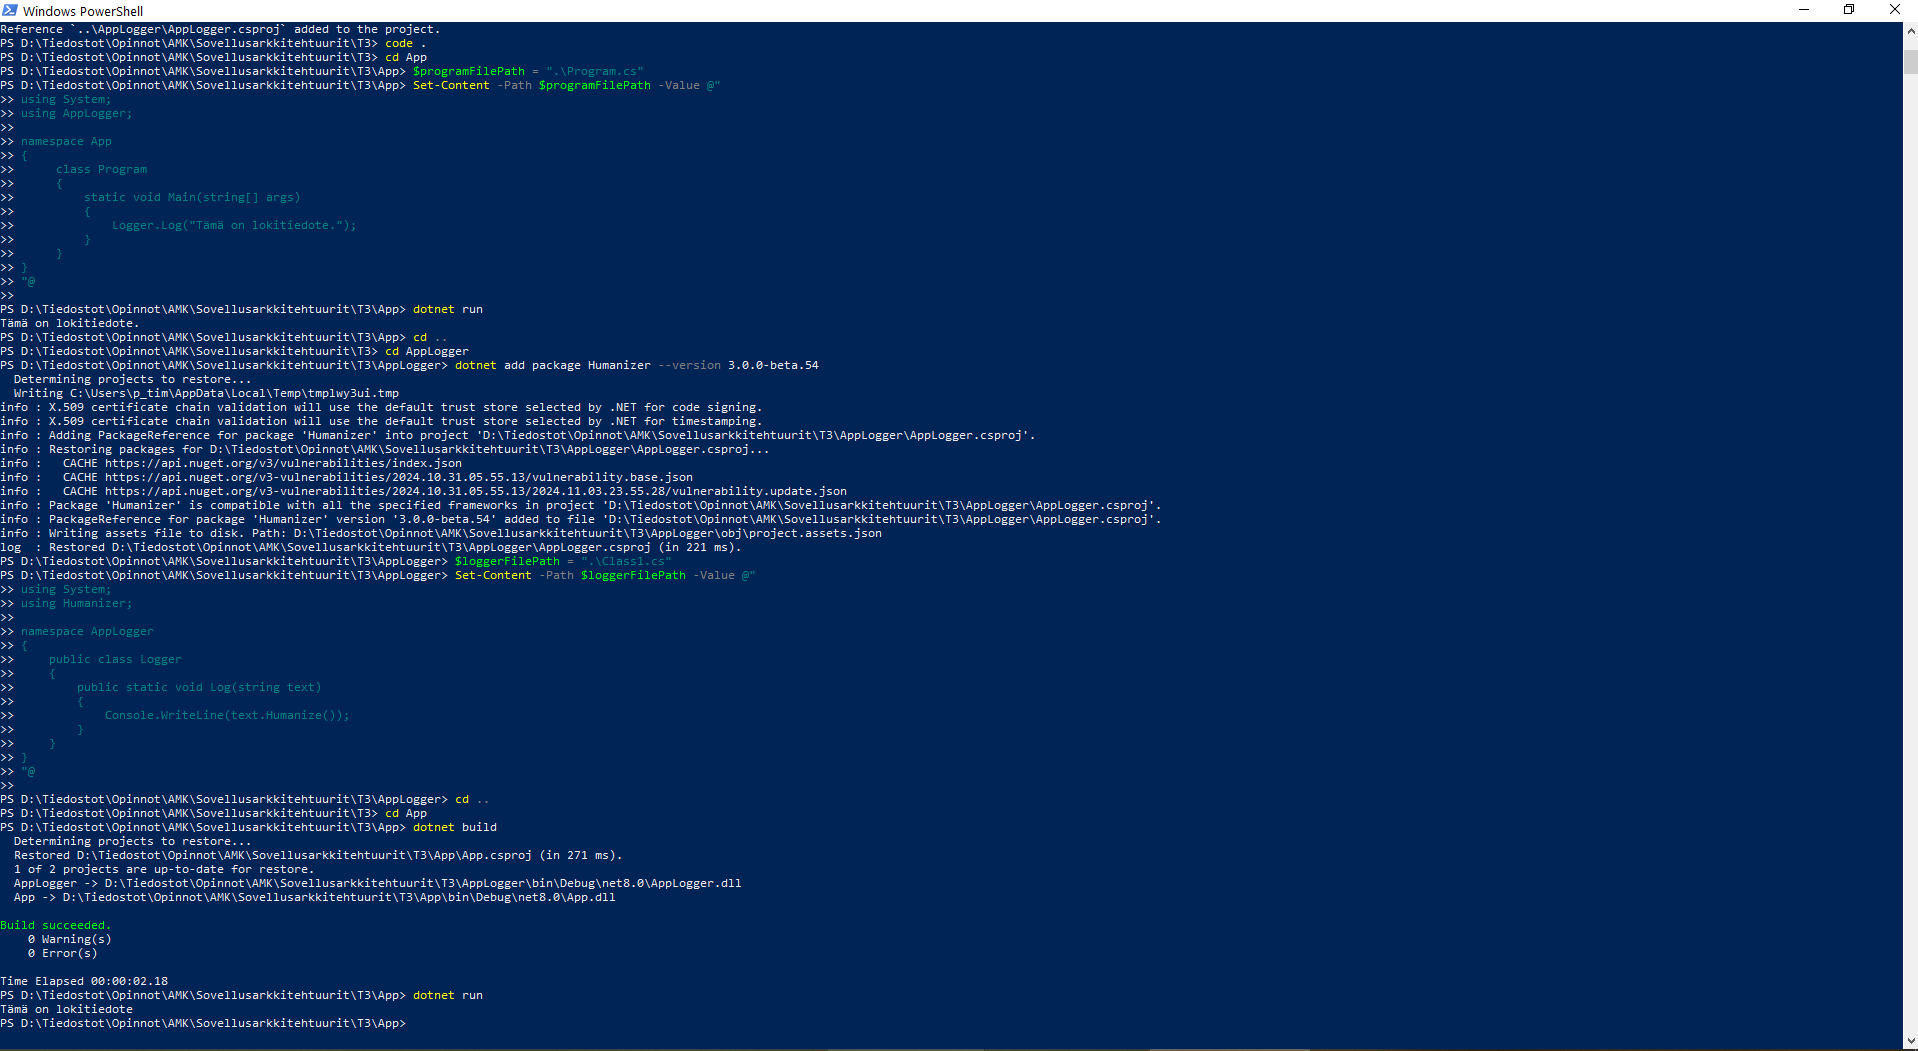 Windows PowerShell
Reference `..\AppLogger\AppLogger.csproj` added to the project.
PS D:\Tiedostot\Opinnot\AMK\Sovellusarkkitehtuurit\T3> code .
PS D:\Tiedostot\Opinnot\AMK\Sovellusarkkitehtuurit\T3> cd App
PS D:\Tiedostot\Opinnot\AMK\Sovellusarkkitehtuurit\T3\App> $programFilePath = ".\Program.cs"
PS D:\Tiedostot\Opinnot\AMK\Sovellusarkkitehtuurit\T3\App> Set-Content -Path $programFilePath -Value @"
>> using System;
>> using AppLogger;
>>
>> namespace App
>> {
>>      class Program
>>      {
>>          static void Main(string[] args)
>>          {
>>              Logger.Log("Tämä on lokitiedote.");
>>          }
>>      }
>> }
>> "@
>>
PS D:\Tiedostot\Opinnot\AMK\Sovellusarkkitehtuurit\T3\App> dotnet run
Tämä on lokitiedote.
PS D:\Tiedostot\Opinnot\AMK\Sovellusarkkitehtuurit\T3\App> cd ..
PS D:\Tiedostot\Opinnot\AMK\Sovellusarkkitehtuurit\T3> cd AppLogger
PS D:\Tiedostot\Opinnot\AMK\Sovellusarkkitehtuurit\T3\AppLogger> dotnet add package Humanizer --version 3.0.0-beta.54
  Determining projects to restore...
  Writing C:\Users\p_tim\AppData\Local\Temp\tmplwy3ui.tmp
info : X.509 certificate chain validation will use the default trust store selected by .NET for code signing.
info : X.509 certificate chain validation will use the default trust store selected by .NET for timestamping.
info : Adding PackageReference for package 'Humanizer' into project 'D:\Tiedostot\Opinnot\AMK\Sovellusarkkitehtuurit\T3\AppLogger\AppLogger.csproj'.
info : Restoring packages for D:\Tiedostot\Opinnot\AMK\Sovellusarkkitehtuurit\T3\AppLogger\AppLogger.csproj...
info :   CACHE https://api.nuget.org/v3/vulnerabilities/index.json
info :   CACHE https://api.nuget.org/v3-vulnerabilities/2024.10.31.05.55.13/vulnerability.base.json
info :   CACHE https://api.nuget.org/v3-vulnerabilities/2024.10.31.05.55.13/2024.11.03.23.55.28/vulnerability.update.json
info : Package 'Humanizer' is compatible with all the specified frameworks in project 'D:\Tiedostot\Opinnot\AMK\Sovellusarkkitehtuurit\T3\AppLogger\AppLogger.csproj'.
info : PackageReference for package 'Humanizer' version '3.0.0-beta.54' added to file 'D:\Tiedostot\Opinnot\AMK\Sovellusarkkitehtuurit\T3\AppLogger\AppLogger.csproj'.
info : Writing assets file to disk. Path: D:\Tiedostot\Opinnot\AMK\Sovellusarkkitehtuurit\T3\AppLogger\obj\project.assets.json
log  : Restored D:\Tiedostot\Opinnot\AMK\Sovellusarkkitehtuurit\T3\AppLogger\AppLogger.csproj (in 221 ms).
PS D:\Tiedostot\Opinnot\AMK\Sovellusarkkitehtuurit\T3\AppLogger> $loggerFilePath = ".\Class1.cs"
PS D:\Tiedostot\Opinnot\AMK\Sovellusarkkitehtuurit\T3\AppLogger> Set-Content -Path $loggerFilePath -Value @"
>> using System;
>> using Humanizer;
>>
>> namespace AppLogger
>> {
>>     public class Logger
>>     {
>>         public static void Log(string text)
>>         {
>>             Console.WriteLine(text.Humanize());
>>         }
>>     }
>> }
>> "@
>>
PS D:\Tiedostot\Opinnot\AMK\Sovellusarkkitehtuurit\T3\AppLogger> cd ..
PS D:\Tiedostot\Opinnot\AMK\Sovellusarkkitehtuurit\T3> cd App
PS D:\Tiedostot\Opinnot\AMK\Sovellusarkkitehtuurit\T3\App> dotnet build
  Determining projects to restore...
  Restored D:\Tiedostot\Opinnot\AMK\Sovellusarkkitehtuurit\T3\App\App.csproj (in 271 ms).
  1 of 2 projects are up-to-date for restore.
  AppLogger -> D:\Tiedostot\Opinnot\AMK\Sovellusarkkitehtuurit\T3\AppLogger\bin\Debug\net8.0\AppLogger.dll
  App -> D:\Tiedostot\Opinnot\AMK\Sovellusarkkitehtuurit\T3\App\bin\Debug\net8.0\App.dll
Build succeeded.
    0 Warning(s)
    0 Error(s)
Time Elapsed 00:00:02.18
PS D:\Tiedostot\Opinnot\AMK\Sovellusarkkitehtuurit\T3\App> dotnet run
Tämä on lokitiedote
PS D:\Tiedostot\Opinnot\AMK\Sovellusarkkitehtuurit\T3\App>